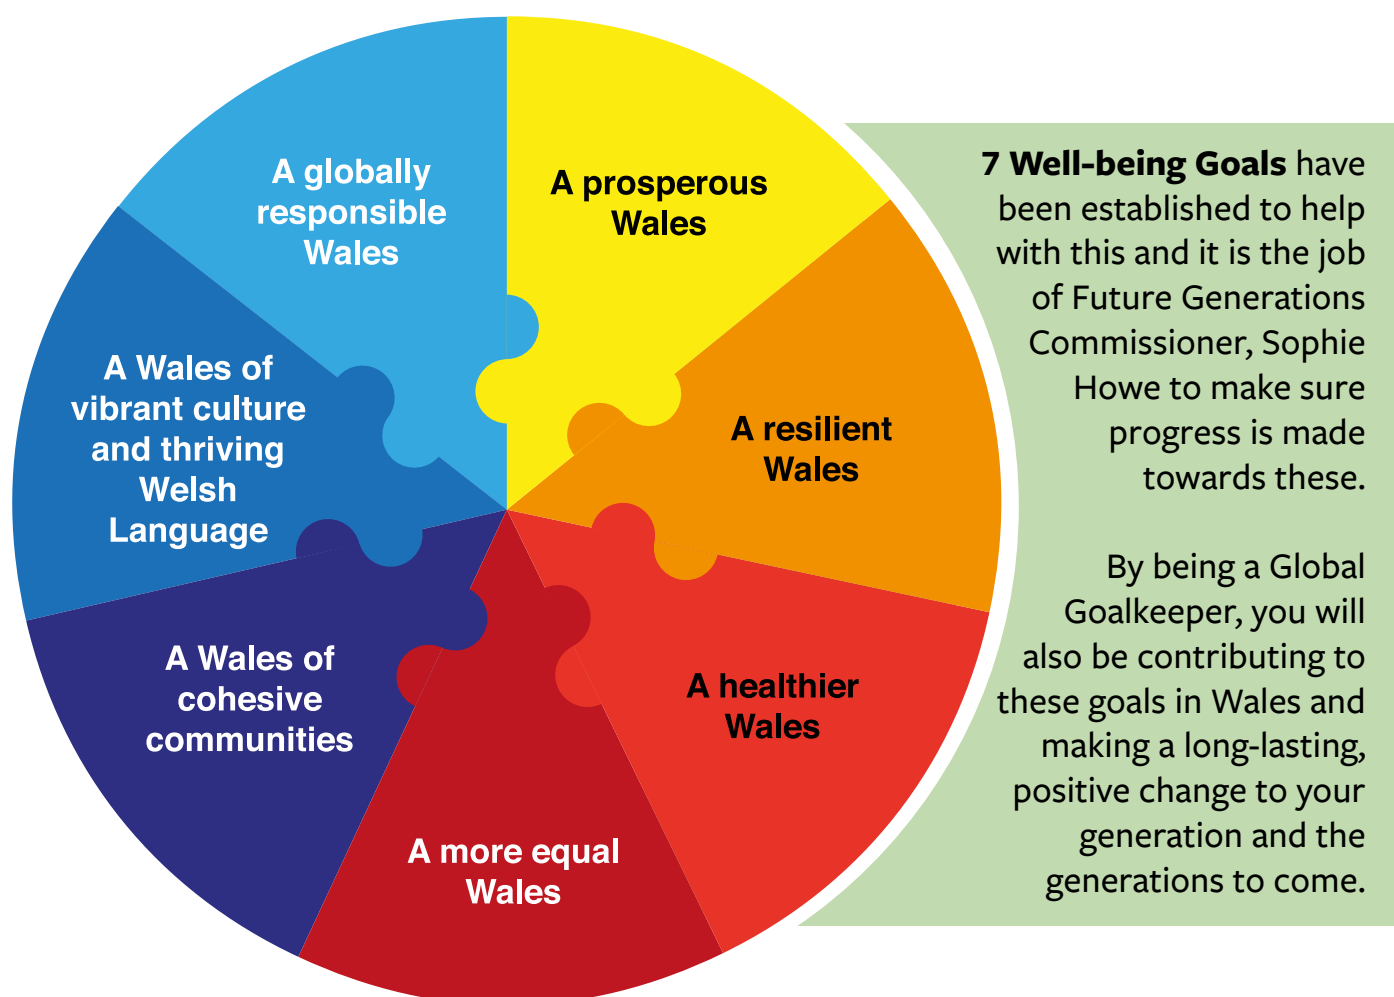 A globally
responsible
Wales
A prosperous
Wales
A resilient
Wales
A healthier
Wales
A more equal
Wales
A Wales of
cohesive
communities
A Wales of
vibrant culture
and thriving
Welsh
Language
7 Well-being Goals have
been established to help
with this and it is the job
of Future Generations
Commissioner, Sophie
Howe to make sure
progress is made
towards these.
By being a Global
Goalkeeper, you will
also be contributing to
these goals in Wales and
making a long-lasting,
positive change to your
generation and the
generations to come.